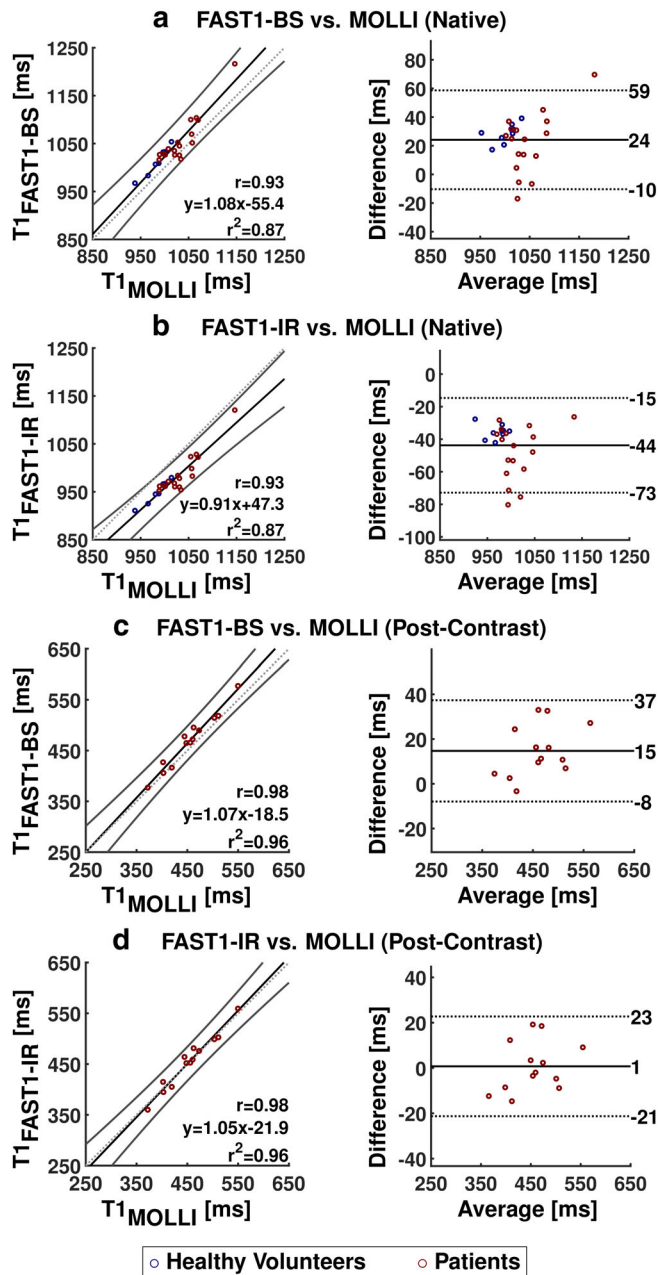 a FAST1-BS vs. MOLLI (Native)
1250
1150
1050
950
850
850 950 1050 1150 1250
T1FAST1-BS [ms]
T1MOLLI [ms]
r=0.93
y=1.08x-55.4
r²=0.87
80
60
40
20
0
-20
-40
850 950 1050 1150 1250
Difference [ms]
Average [ms]
59
24
-10
b FAST1-IR vs. MOLLI (Native)
1250
1150
1050
950
850
850 950 1050 1150 1250
T1FAST1-IR [ms]
T1MOLLI [ms]
r=0.93
y=0.91x+47.3
r²=0.87
0
-20
-40
-60
-80
-100
850 950 1050 1150 1250
Difference [ms]
Average [ms]
-15
-44
-73
c FAST1-BS vs. MOLLI (Post-Contrast)
650
550
450
350
250
250 350 450 550 650
T1FAST1-BS [ms]
T1MOLLI [ms]
r=0.98
y=1.07x-18.5
r²=0.96
40
20
0
-20
250 350 450 550 650
Difference [ms]
Average [ms]
37
15
-8
d FAST1-IR vs. MOLLI (Post-Contrast)
650
550
450
350
250
250 350 450 550 650
T1FAST1-IR [ms]
T1MOLLI [ms]
r=0.98
y=1.05x-21.9
r²=0.96
40
20
0
-20
-40
250 350 450 550 650
Difference [ms]
Average [ms]
23
1
-21
Healthy Volunteers Patients